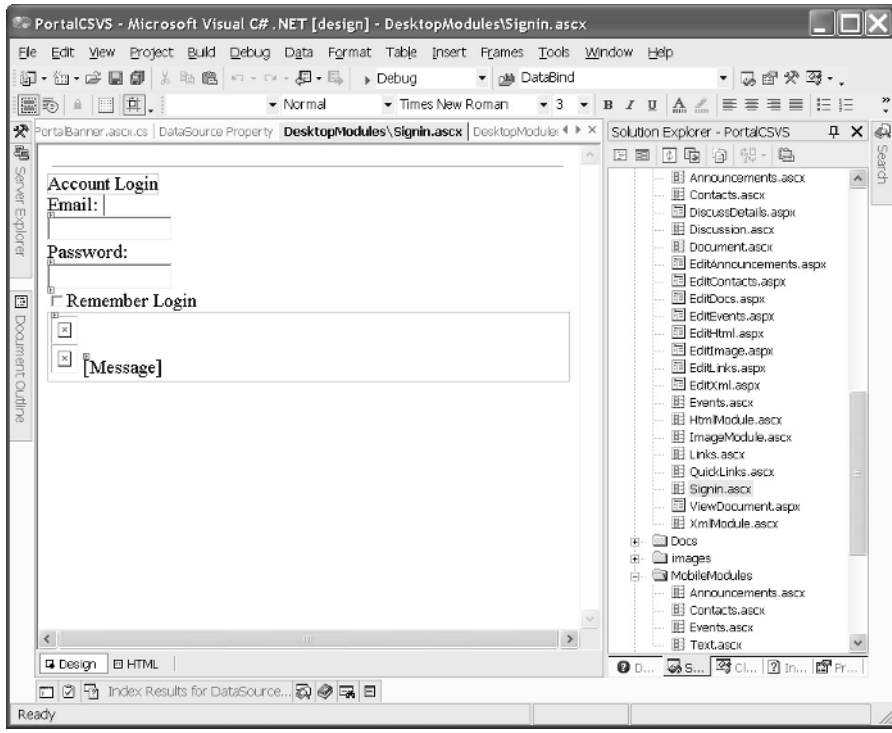 PortalCSVS - Microsoft Visual C# .NET [design] - DesktopModules\Signin.ascx
File Edit View Project Build Debug Data Format Table Insert Frames Tools Window Help
Debug DataBind
Normal Times New Roman 3 B I U A
PortalBanner.ascx.cs DataSource Property DesktopModules\Signin.ascx DesktopModule
Server Explorer
Document Outline
Account Login
Email:
Password:
Remember Login
[Message]
Design HTML
Solution Explorer - PortalCSVS
Search
Announcements.ascx
Contacts.ascx
DiscussDetails.aspx
Discussion.ascx
Document.ascx
EditAnnouncements.aspx
EditContacts.aspx
EditDocs.aspx
EditEvents.aspx
EditHtml.aspx
EditImage.aspx
EditLinks.aspx
EditXml.aspx
Events.ascx
HtmlModule.ascx
ImageModule.ascx
Links.ascx
QuickLinks.ascx
Signin.ascx
ViewDocument.aspx
XmlModule.ascx
Docs
images
MobileModules
Announcements.ascx
Contacts.ascx
Events.ascx
Text.ascx
D... S... Cl... In... Pr...
Index Results for DataSource...
Ready